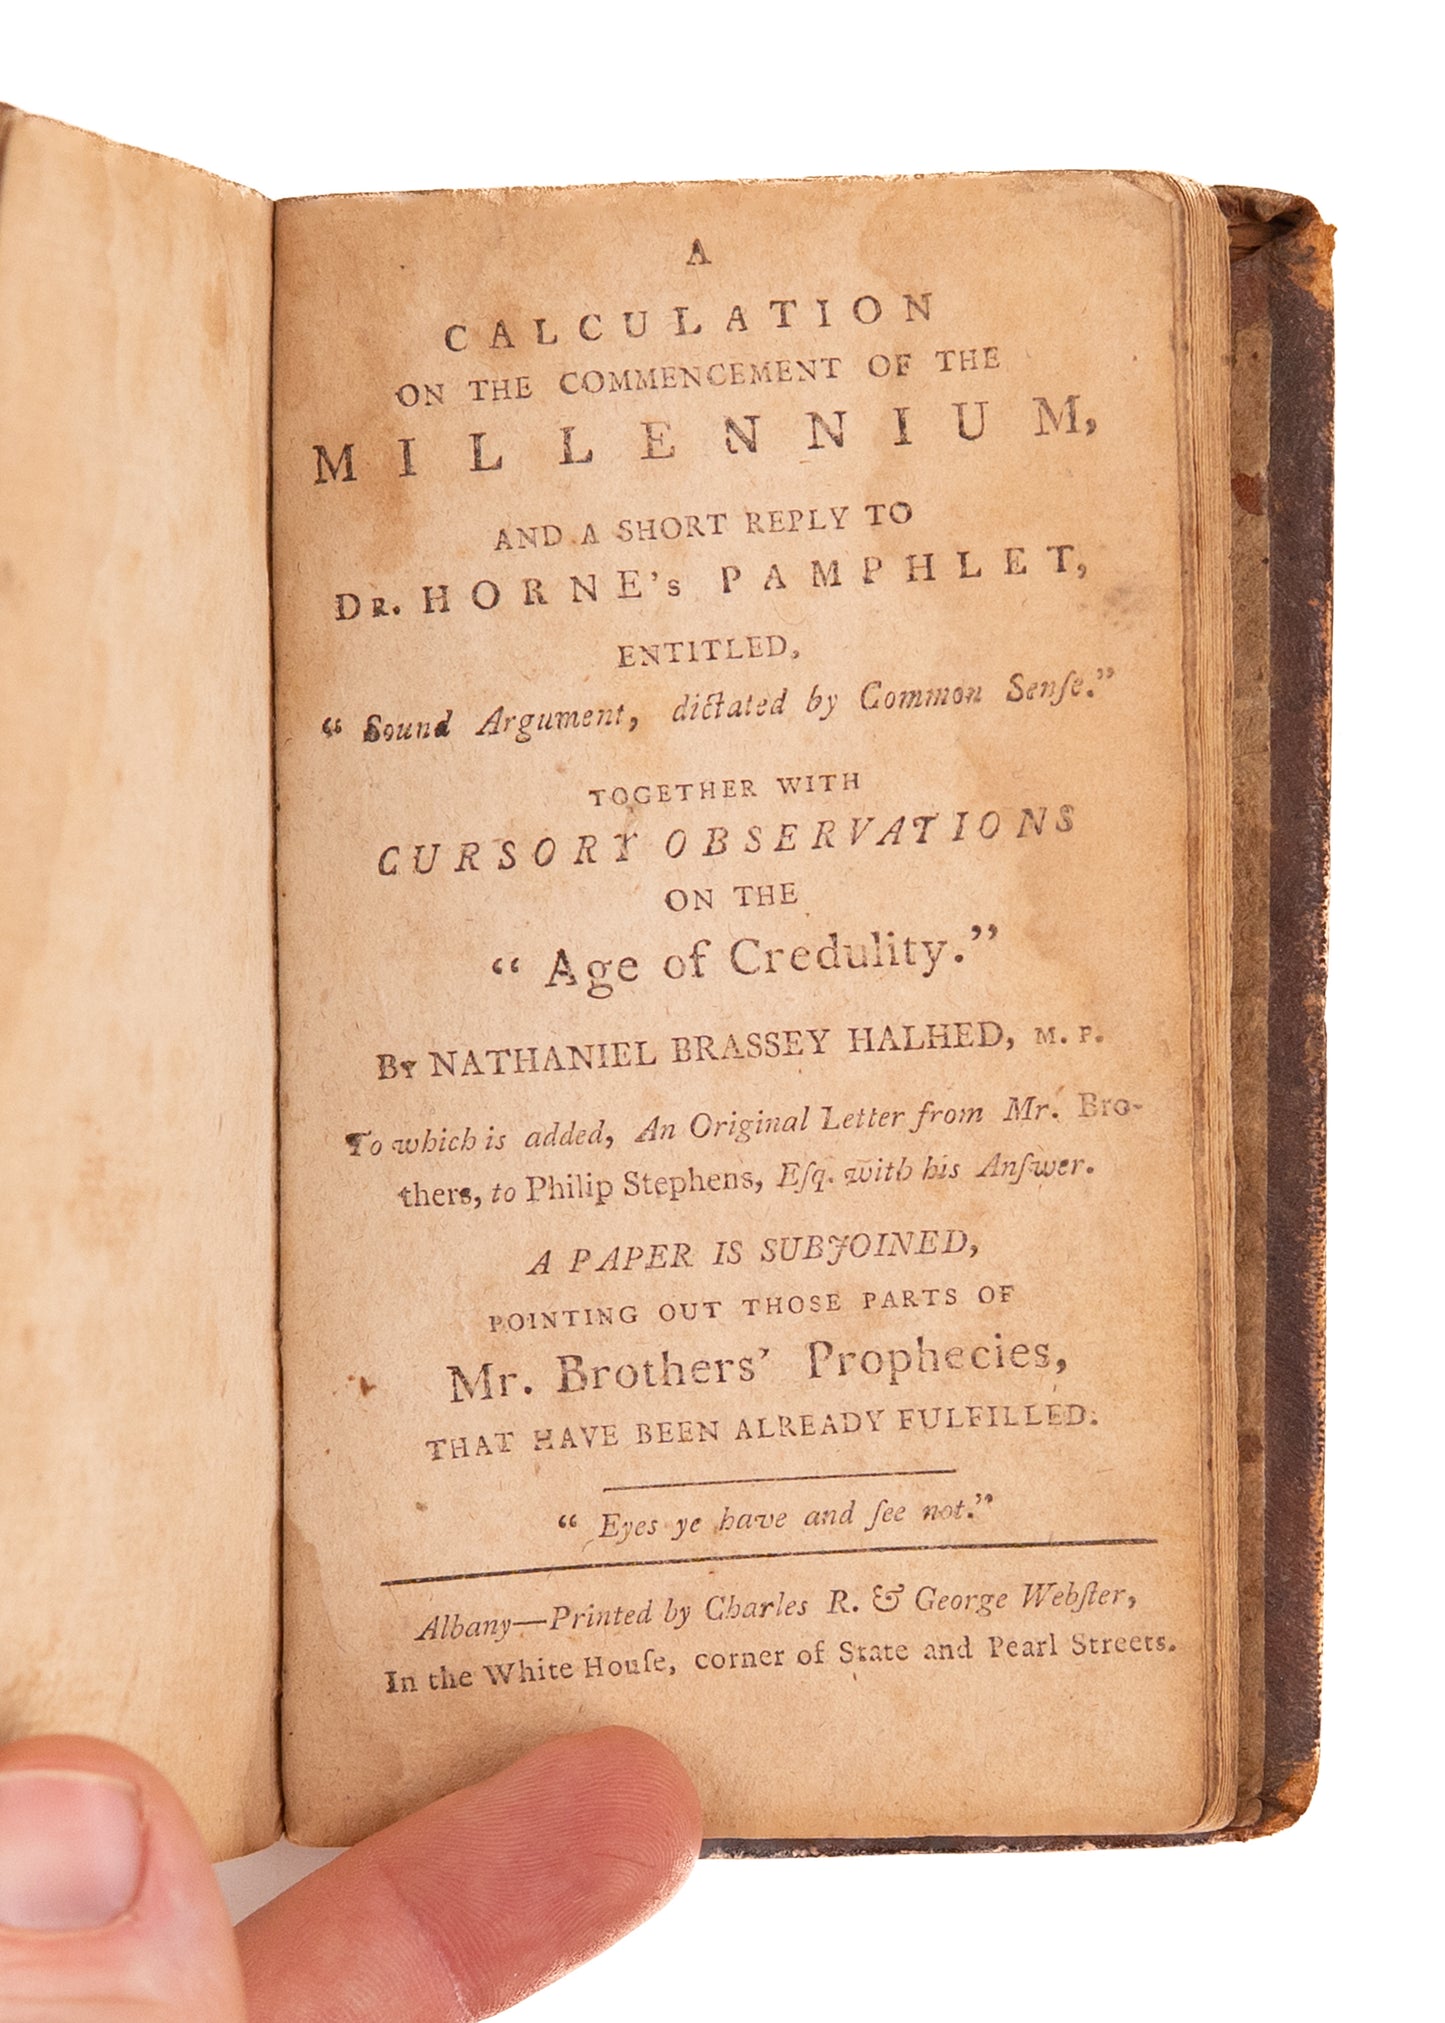 A
CALCULATION
ON THE COMMENCEMENT OF THE
MILLENNIUM,
AND A SHORT REPLY TO
DR. HORNE's PAMPHLET,
ENTITLED,
“ Sound Argument, dictated by Common Senſe.”
TOGETHER WITH
CURSORY OBSERVATIONS
ON THE
“ Age of Credulity.”
BY NATHANIEL BRASSEY HALHED, M. P.
To which is added, An Original Letter from Mr. Bro-
thers, to Philip Stephens, Eſq. with his Anſwer.
A PAPER IS SUBJOINED,
POINTING OUT THOSE PARTS OF
Mr. Brothers’ Prophecies,
THAT HAVE BEEN ALREADY FULFILLED.
“ Eyes ye have and ſee not.”
Albany—Printed by Charles R. & George Webſter,
In the White Houſe, corner of State and Pearl Streets.